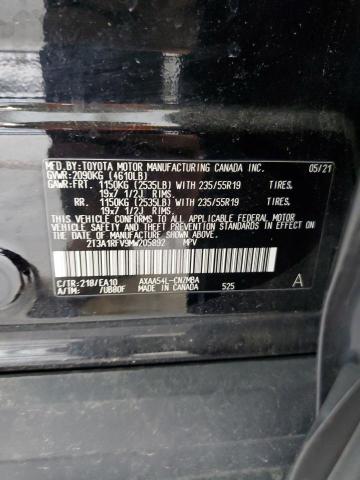 MFD.BY:TOYOTA MOTOR MANUFACTURING CANADA INC. 05/21
GVWR: 2090KG (4610LB)
GAWR:FRT. 1150KG (2535LB) WITH 235/55R19 TIRES,
19x7 1/2J RIMS.
RR. 1150KG (2535LB) WITH 235/55R19 TIRES,
19x7 1/2J RIMS.
THIS VEHICLE CONFORMS TO ALL APPLICABLE FEDERAL MOTOR
VEHICLE SAFETY AND THEFT PREVENTION STANDARDS IN EFFECT
ON THE DATE OF MANUFACTURE SHOWN ABOVE.
2T3A1RFV9MW205892 MPV
C/TR:218/EA10 AXAA54L-CNZMBA A
A/TM: /UB80F MADE IN CANADA 525